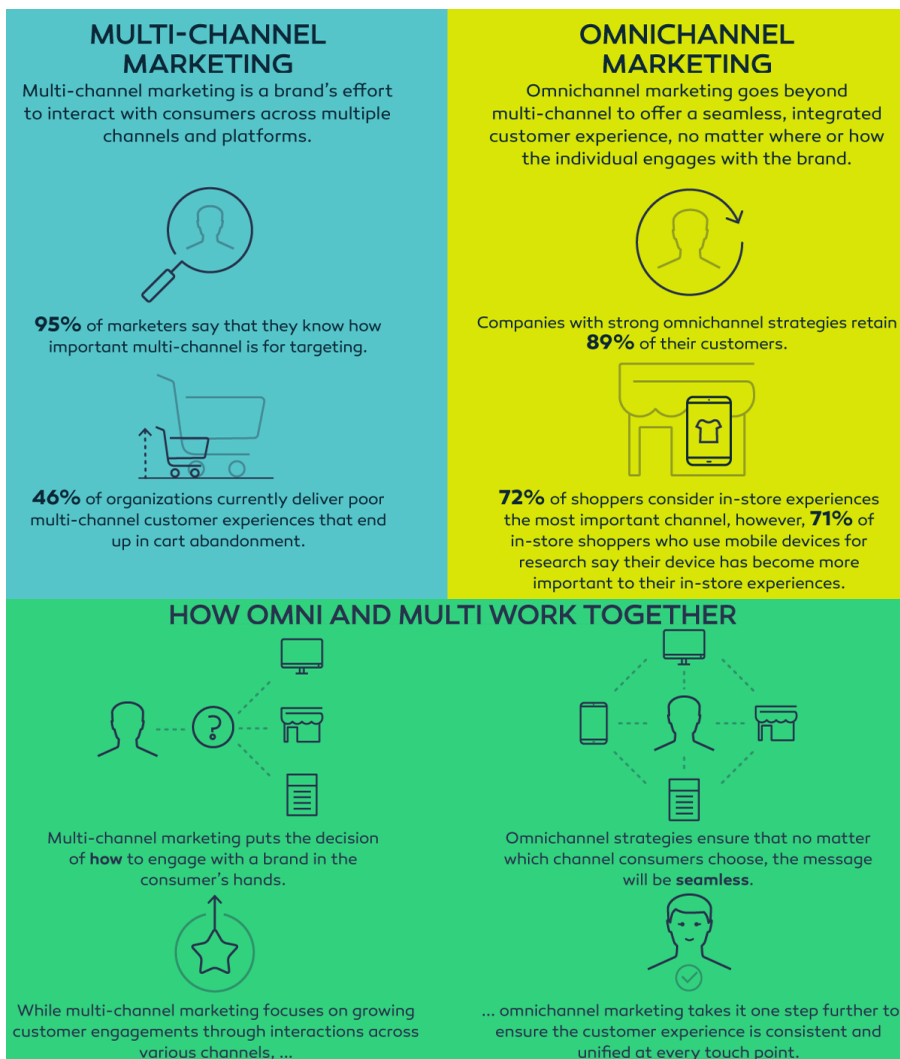 MULTI-CHANNEL
MARKETING
Multi-channel marketing is a brand's effort
to interact with consumers across multiple
channels and platforms.
95% of marketers say that they know how
important multi-channel is for targeting.
46% of organizations currently deliver poor
multi-channel customer experiences that end
up in cart abandonment.
OMNICHANNEL
MARKETING
Omnichannel marketing goes beyond
multi-channel to offer a seamless, integrated
customer experience, no matter where or how
the individual engages with the brand.
Companies with strong omnichannel strategies retain
89% of their customers.
72% of shoppers consider in-store experiences
the most important channel, however, 71% of
in-store shoppers who use mobile devices for
research say their device has become more
important to their in-store experiences.
HOW OMNI AND MULTI WORK TOGETHER
?
Multi-channel marketing puts the decision
of how to engage with a brand in the
consumer's hands.
Omnichannel strategies ensure that no matter
which channel consumers choose, the message
will be seamless.
While multi-channel marketing focuses on growing
customer engagements through interactions across
various channels, ...
... omnichannel marketing takes it one step further to
ensure the customer experience is consistent and
unified at every touch point.